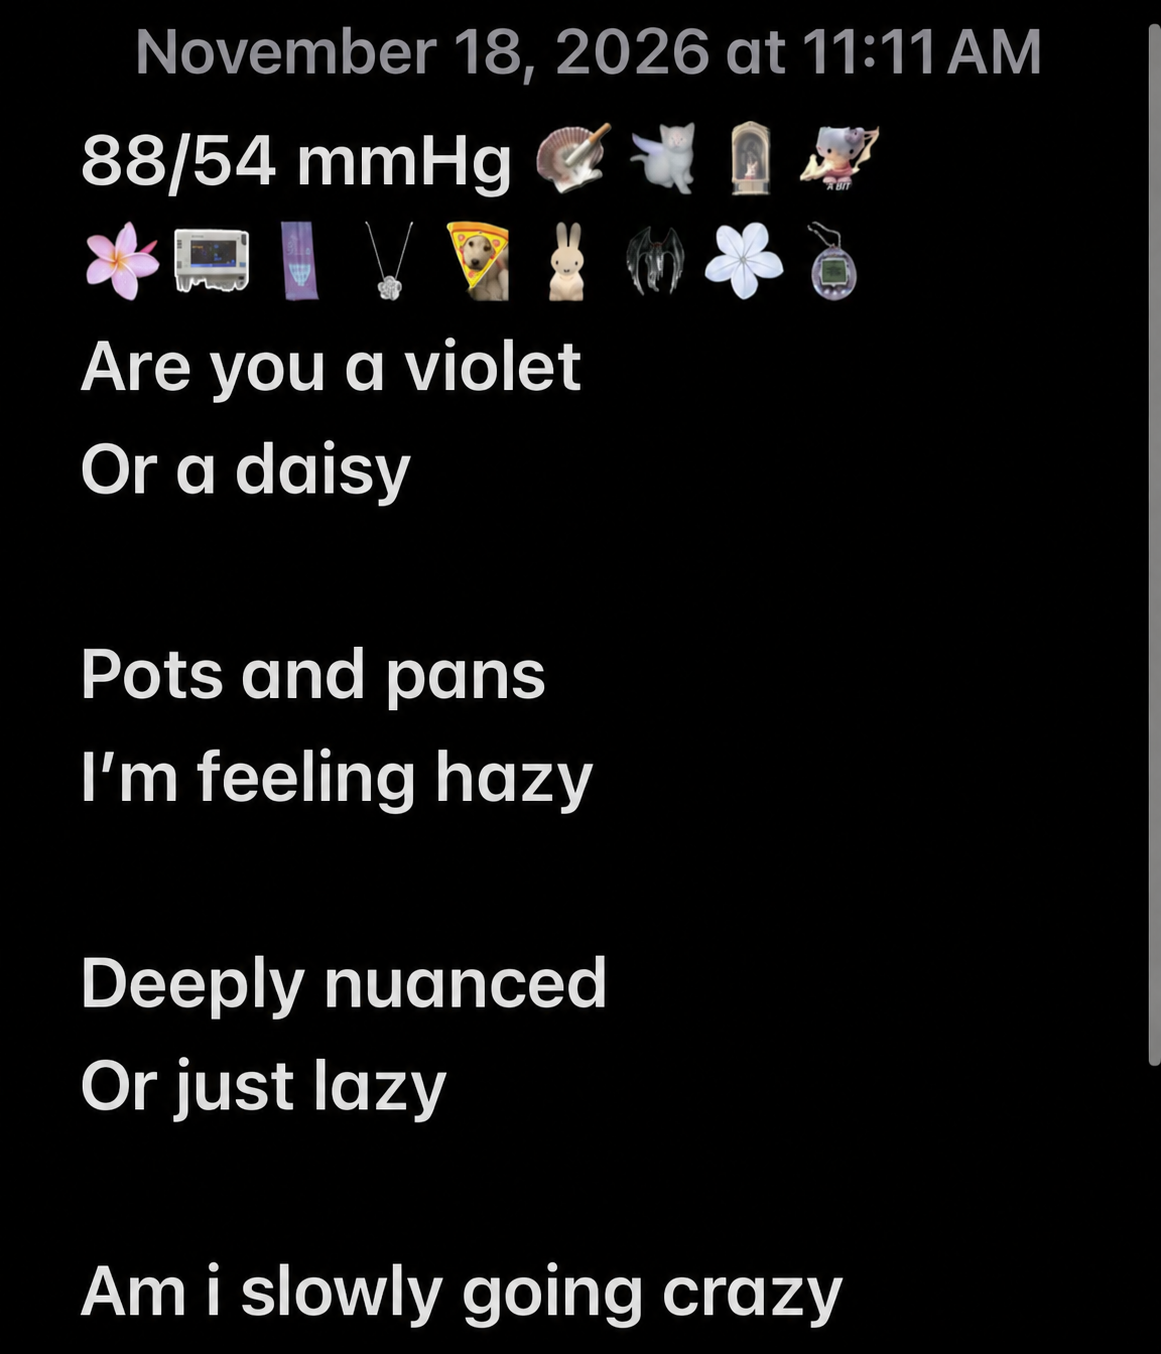 November 18, 2026 at 11:11 AM
88/54 mmHg
A BIT
Are you a violet
Or a daisy
Pots and pans
I’m feeling hazy
Deeply nuanced
Or just lazy
Am i slowly going crazy